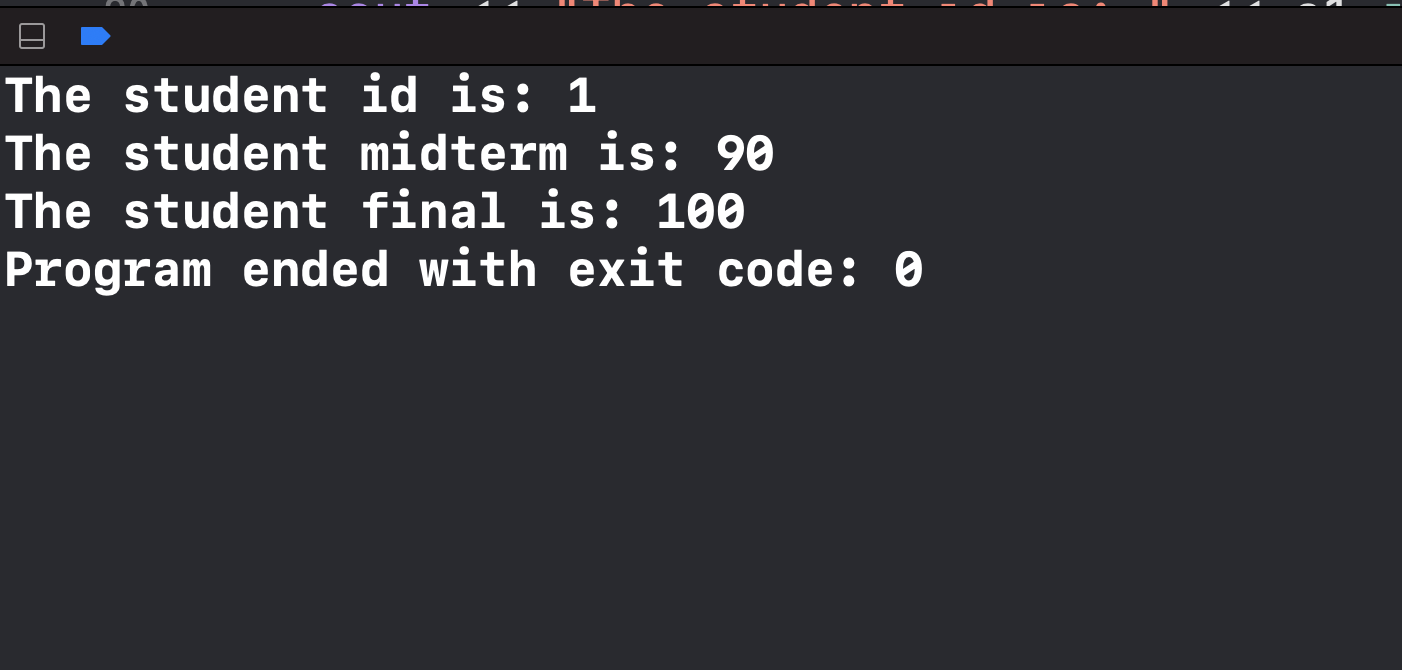 The student id is: 1
The student midterm is: 90
The student final is: 100
Program ended with exit code: 0